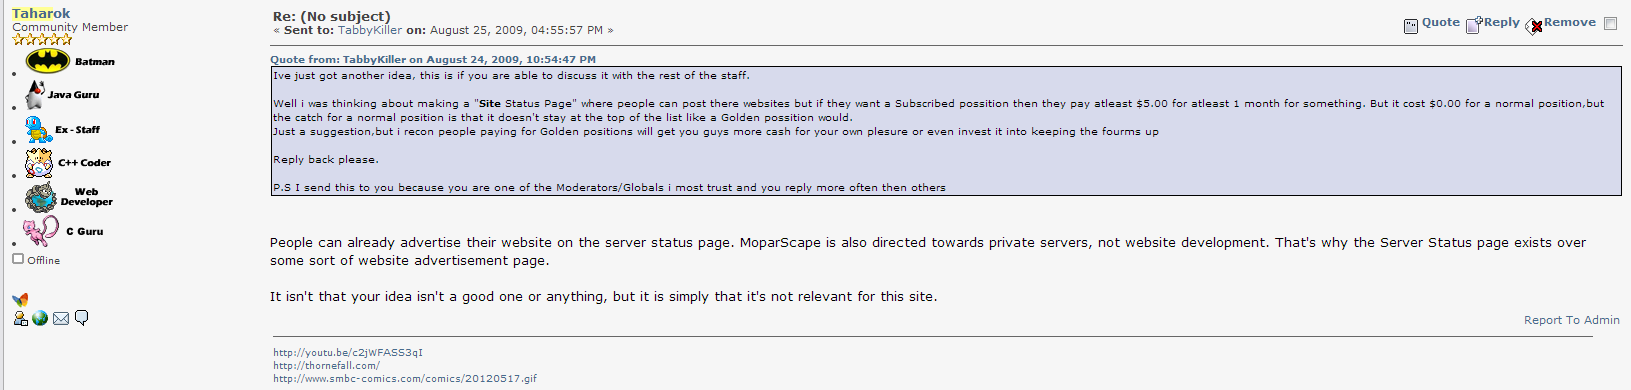 Taharok
Community Member
Batman
Java Guru
Ex - Staff
C++ Coder
Web
Developer
C Guru
Offline
Re: (No subject)
« Sent to: TabbyKiller on: August 25, 2009, 04:55:57 PM »
Quote Reply Remove
Quote from: TabbyKiller on August 24, 2009, 10:54:47 PM
Ive just got another idea, this is if you are able to discuss it with the rest of the staff.
Well i was thinking about making a "Site Status Page" where people can post there websites but if they want a Subscribed possition then they pay atleast $5.00 for atleast 1 month for something. But it cost $0.00 for a normal position,but
the catch for a normal position is that it doesn't stay at the top of the list like a Golden possition would.
Just a suggestion,but i recon people paying for Golden positions will get you guys more cash for your own plesure or even invest it into keeping the fourms up
Reply back please.
P.S I send this to you because you are one of the Moderators/Globals i most trust and you reply more often then others
People can already advertise their website on the server status page. MoparScape is also directed towards private servers, not website development. That's why the Server Status page exists over
some sort of website advertisement page.
It isn't that your idea isn't a good one or anything, but it is simply that it's not relevant for this site.
Report To Admin
http://youtu.be/c2jWFASS3qI
http://thornefall.com/
http://www.smbc-comics.com/comics/20120517.gif